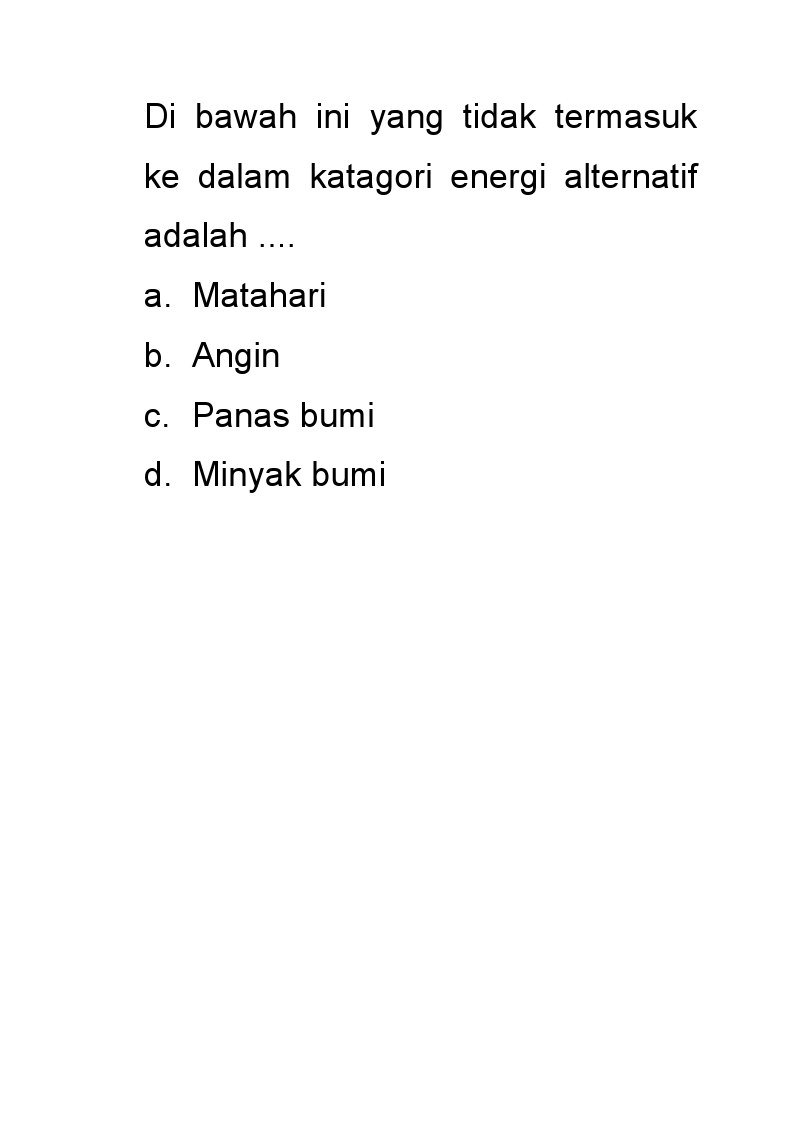 Di bawah ini yang tidak termasuk
ke dalam katagori energi alternatif
adalah ....
a. Matahari
b. Angin
c. Panas bumi
d. Minyak bumi